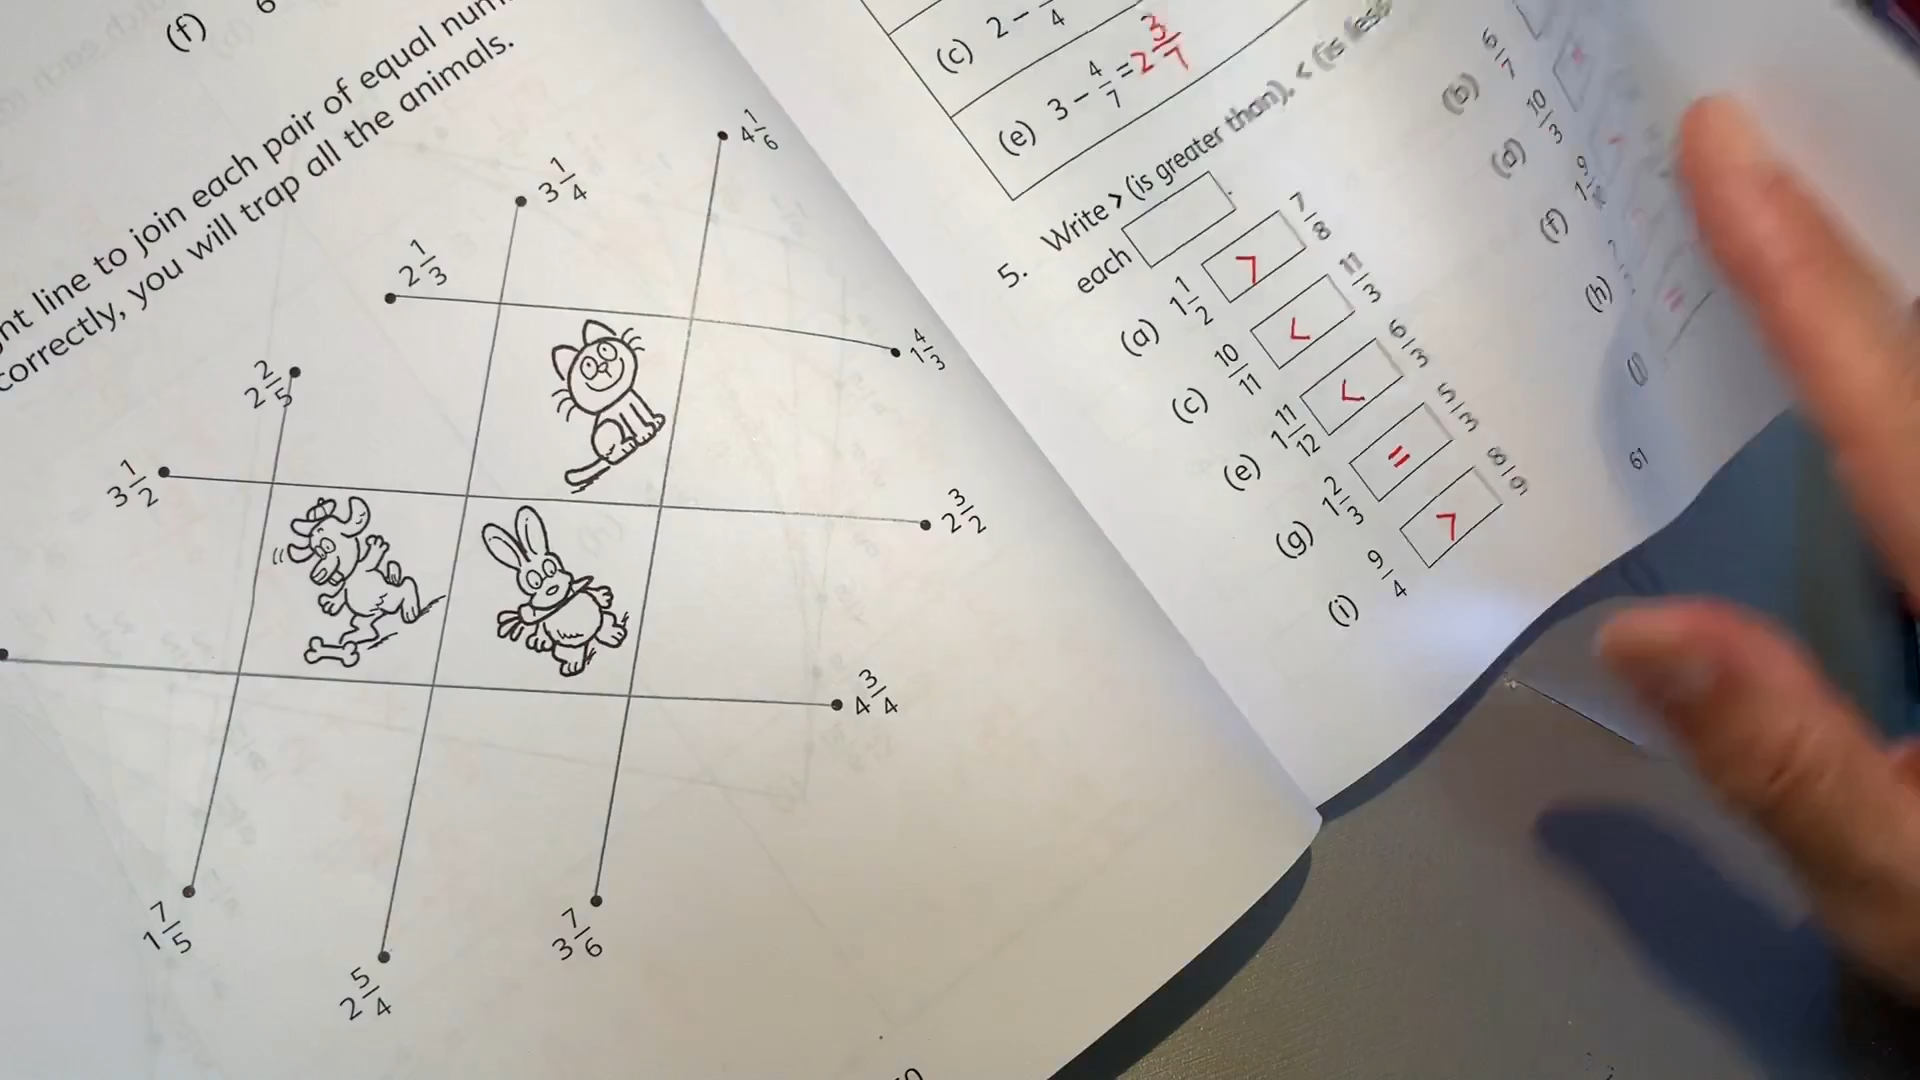 (f) 6
line to join each pair of equal
correctly, you will trap all the animals.
4 1/6
3 1/4
2 1/3
1 4/3
2 2/5
3 1/2
2 3/2
4 3/4
1 7/5
3 7/6
2 5/4
(c) 2 −
(e) 3 − 4/7 = 2 3/7
5. Write > (is greater than), < (is less
each
(a) 1 1/2 > 7/8
(b) 6/7
(c) 10/11 < 11/3
(d) 10/3
(e) 1 11/12 < 6/3
(f) 1
(g) 1 2/3 = 5/3
(h)
(i) 9/4 > 8/9
61